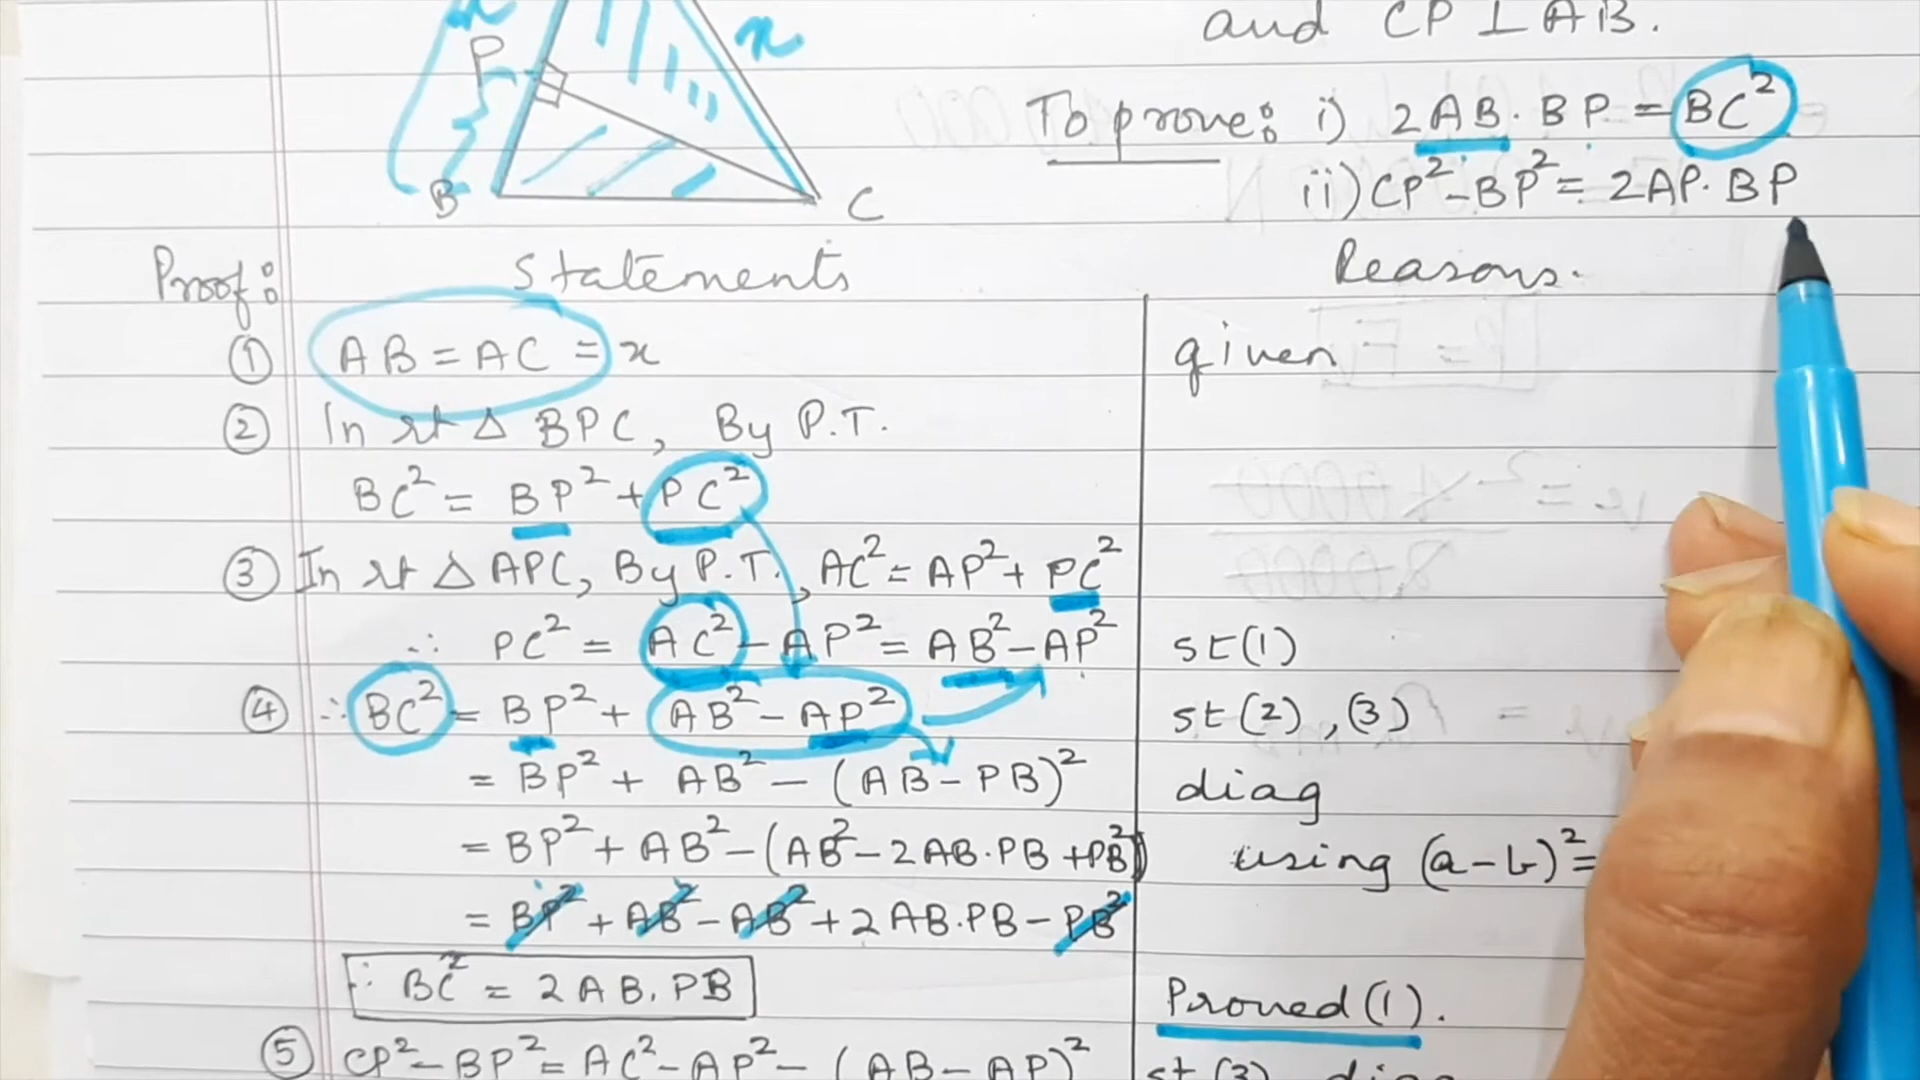 and CP ⊥ AB.
x
x
P
B
C
To prove: i) 2AB.BP = BC²
ii) CP² - BP² = 2AP.BP
Proof: Statements Reasons.
① AB = AC = x given
② In rt △ BPC, By P.T.
BC² = BP² + PC²
③ In rt △ APC, By P.T., AC² = AP² + PC²
∴ PC² = AC² - AP² = AB² - AP² st(1)
④ ∴ BC² = BP² + AB² - AP² st(2), (3)
= BP² + AB² - (AB - PB)² diag
= BP² + AB² - (AB² - 2AB.PB + PB²) using (a-b)² =
= BP² + AB² - AB² + 2AB.PB - PB²
∴ BC² = 2AB.PB Proved (1).
⑤ CP² - BP² = AC² - AP² - (AB - AP)² st(3), diag